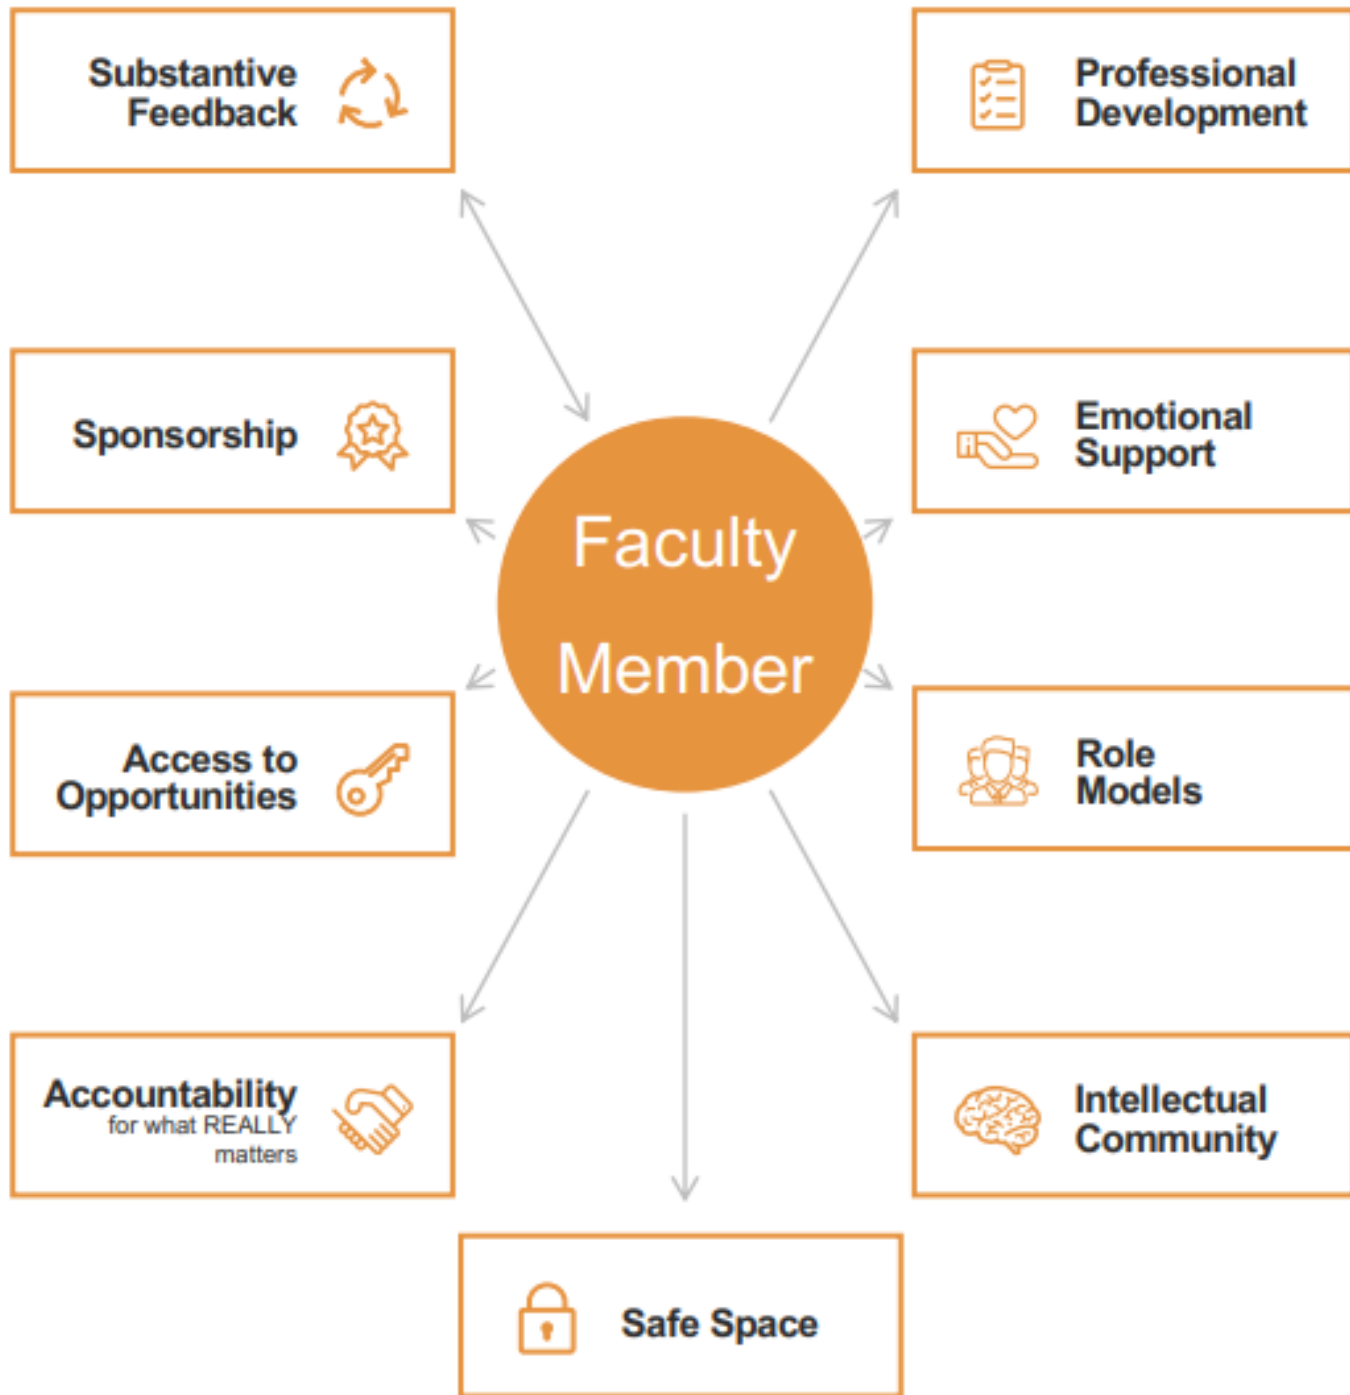 Substantive
Feedback
Professional
Development
Sponsorship
Emotional
Support
Faculty
Member
Access to
Opportunities
Role
Models
Accountability
for what REALLY
matters
Intellectual
Community
Safe Space